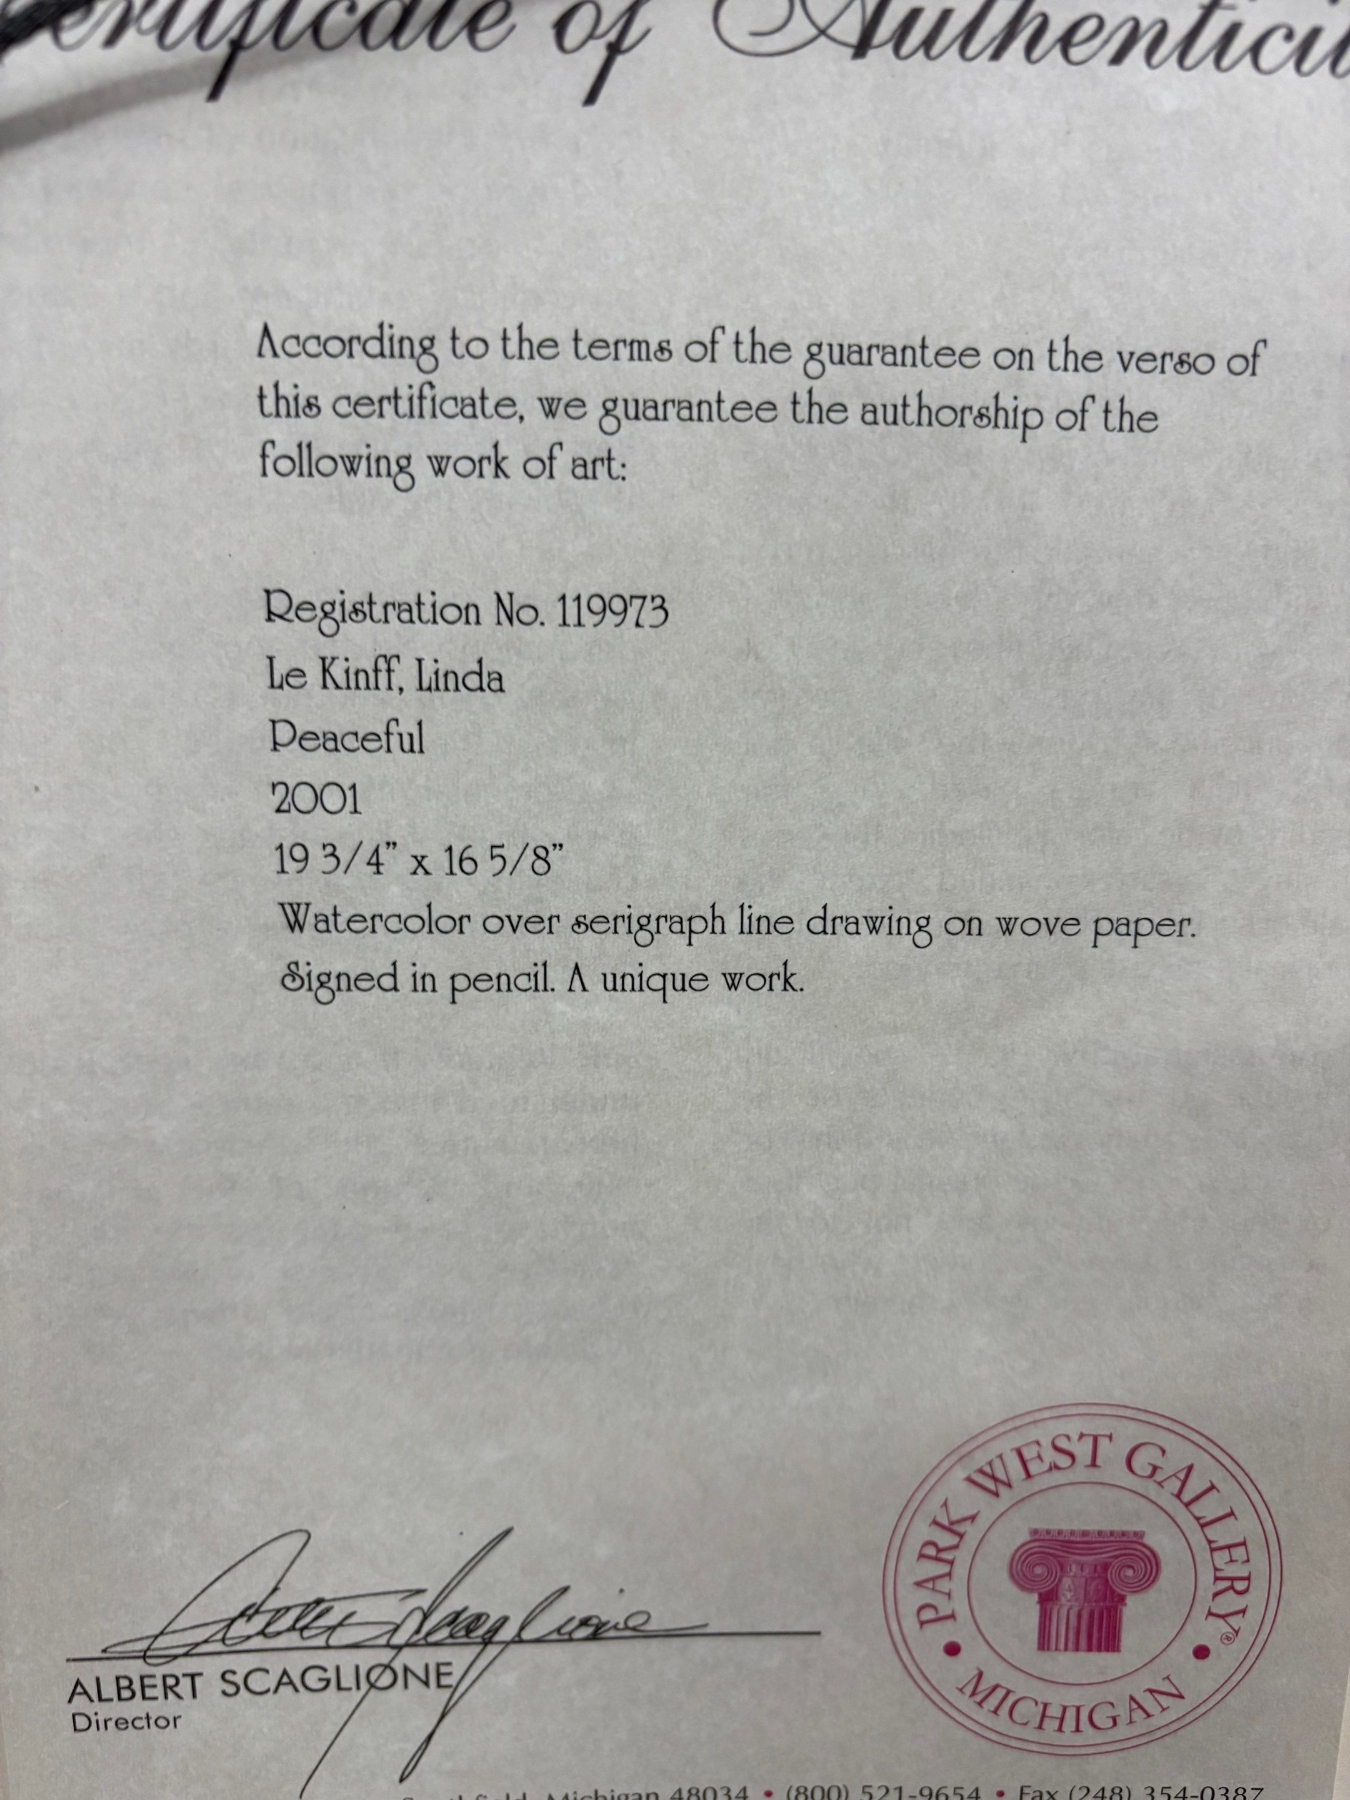 ertificate of Authentici
According to the terms of the guarantee on the verso of
this certificate, we guarantee the authorship of the
following work of art:
Registration No. 119973
Le Kinff, Linda
Peaceful
2001
19 3/4" x 16 5/8"
Watercolor over serigraph line drawing on wove paper.
Signed in pencil. A unique work.
Albert Scaglione
ALBERT SCAGLIONE
Director
PARK WEST GALLERY®
• MICHIGAN •
Michigan 48034 • (800) 521-9654 • Fax (248) 354-0387